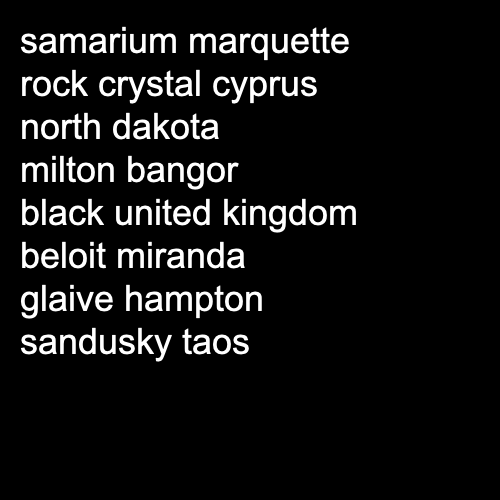 samarium marquette
rock crystal cyprus
north dakota
milton bangor
black united kingdom
beloit miranda
glaive hampton
sandusky taos